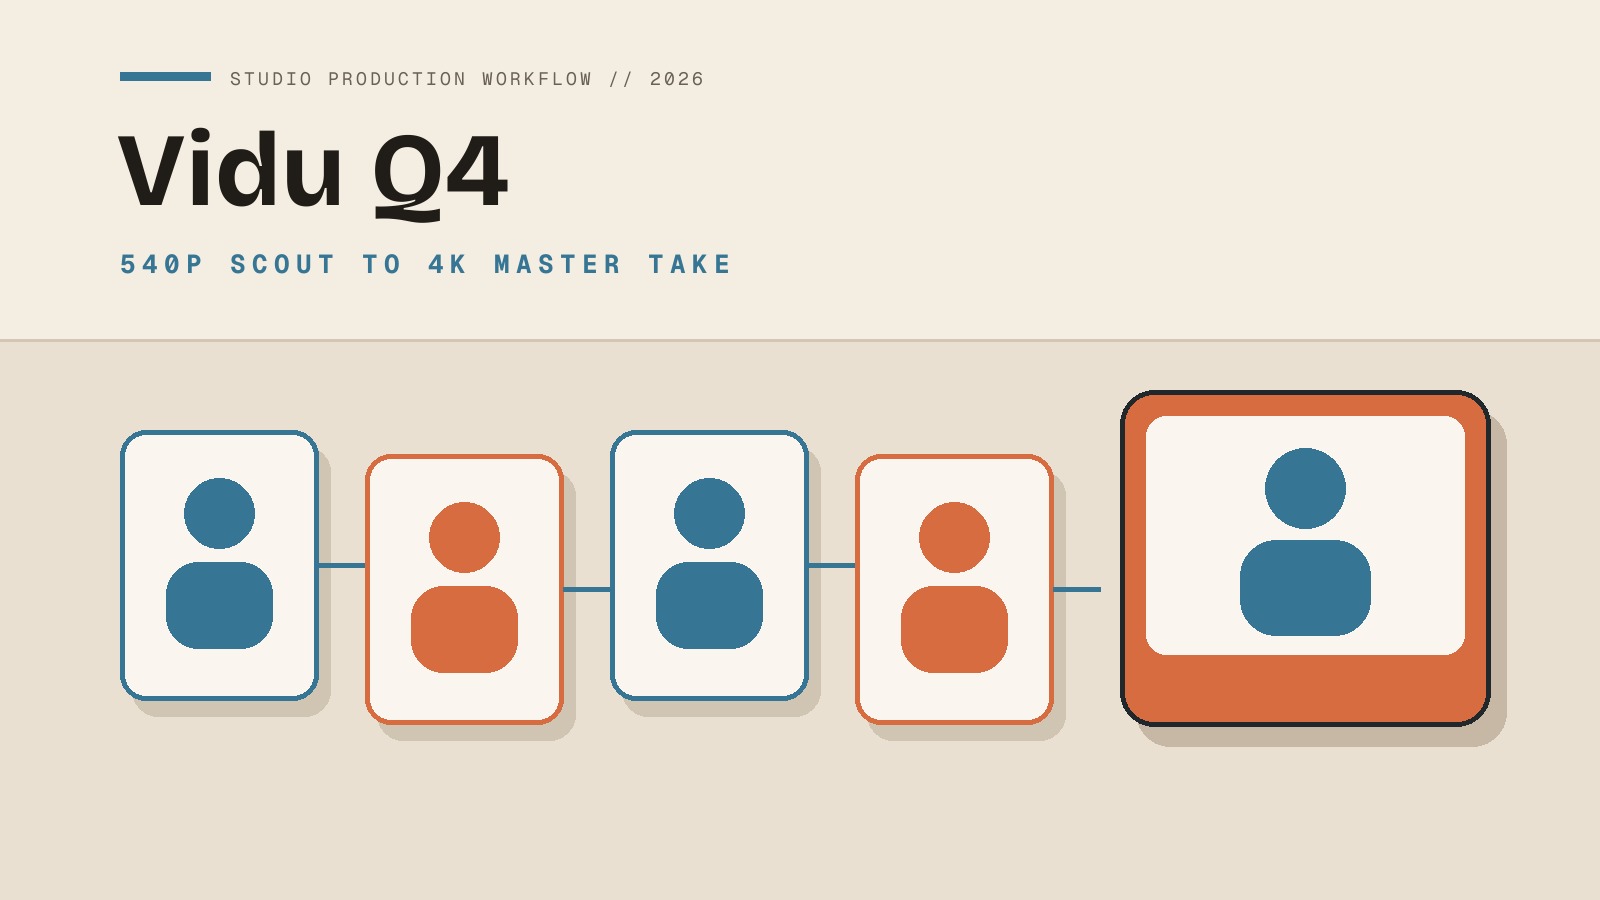 STUDIO PRODUCTION WORKFLOW // 2026
Vidu Q4
540P SCOUT TO 4K MASTER TAKE